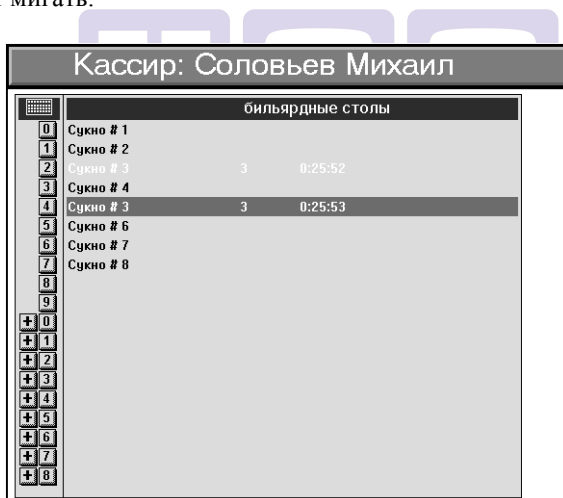 мигать.
Кассир: Соловьев Михаил
бильярдные столы
0 Сукно # 1
1 Сукно # 2
2 Сукно # 3 3 0:25:52
3 Сукно # 4
4 Сукно # 3 3 0:25:53
5 Сукно # 6
6 Сукно # 7
7 Сукно # 8
8
9
+ 0
+ 1
+ 2
+ 3
+ 4
+ 5
+ 6
+ 7
+ 8